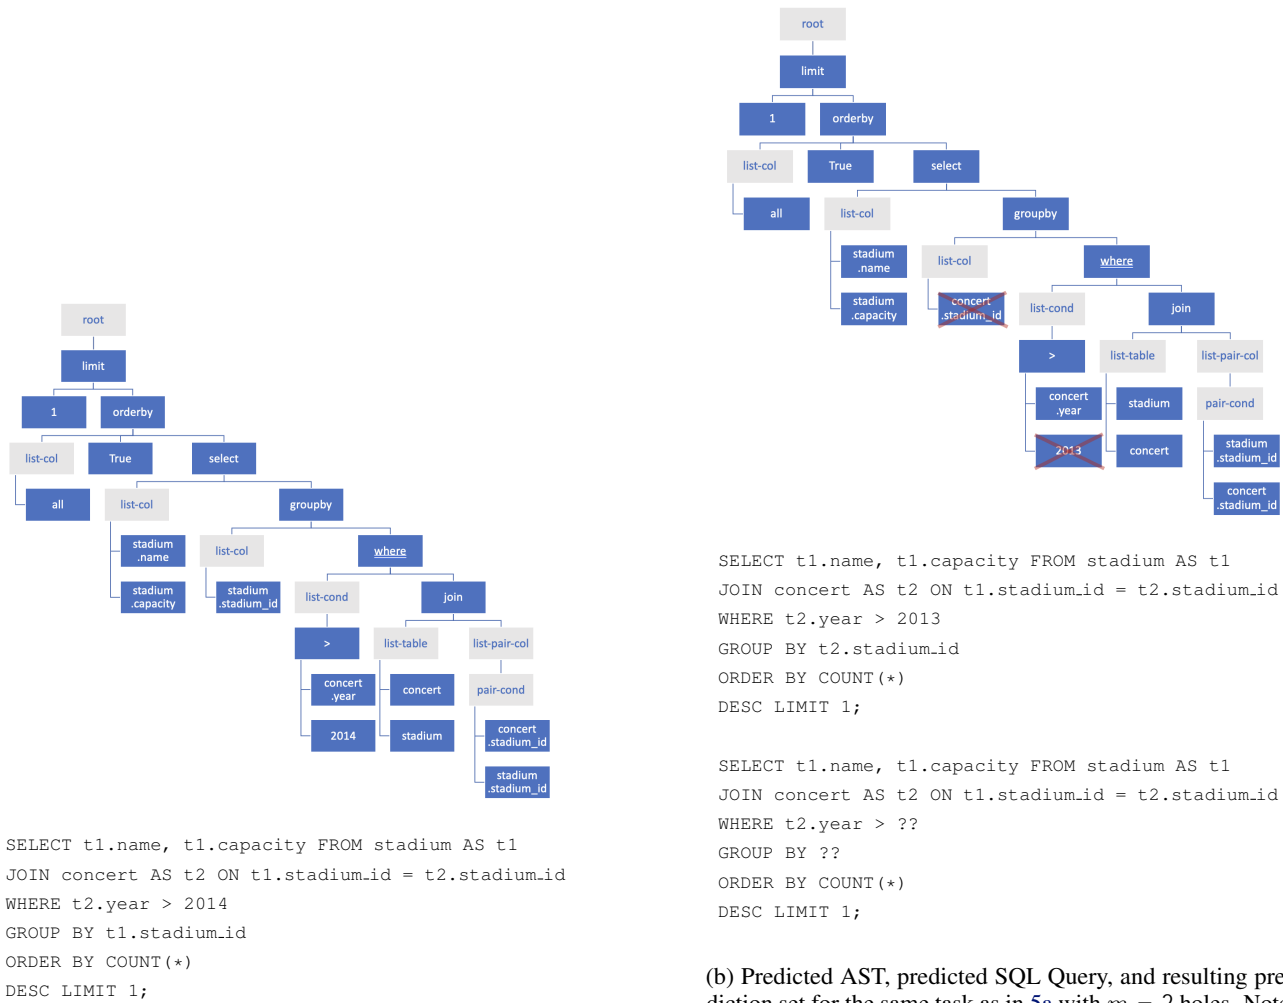 root
limit
1
orderby
list-col
True
select
all
list-col
groupby
stadium
.name
list-col
where
stadium
.capacity
stadium
.stadium_id
list-cond
join
>
list-table
list-pair-col
concert
.year
concert
pair-cond
2014
stadium
concert
.stadium_id
stadium
.stadium_id
SELECT t1.name, t1.capacity FROM stadium AS t1
JOIN concert AS t2 ON t1.stadium_id = t2.stadium_id
WHERE t2.year > 2014
GROUP BY t1.stadium_id
ORDER BY COUNT(*)
DESC LIMIT 1;
root
limit
1
orderby
list-col
True
select
all
list-col
groupby
stadium
.name
list-col
where
stadium
.capacity
concert
.stadium_id
list-cond
join
>
list-table
list-pair-col
concert
.year
stadium
pair-cond
2013
concert
stadium
.stadium_id
concert
.stadium_id
SELECT t1.name, t1.capacity FROM stadium AS t1
JOIN concert AS t2 ON t1.stadium_id = t2.stadium_id
WHERE t2.year > 2013
GROUP BY t2.stadium_id
ORDER BY COUNT(*)
DESC LIMIT 1;
SELECT t1.name, t1.capacity FROM stadium AS t1
JOIN concert AS t2 ON t1.stadium_id = t2.stadium_id
WHERE t2.year > ??
GROUP BY ??
ORDER BY COUNT(*)
DESC LIMIT 1;
(b) Predicted AST, predicted SQL Query, and resulting pre-
diction set for the same task as in 5a with m = 2 holes. Note